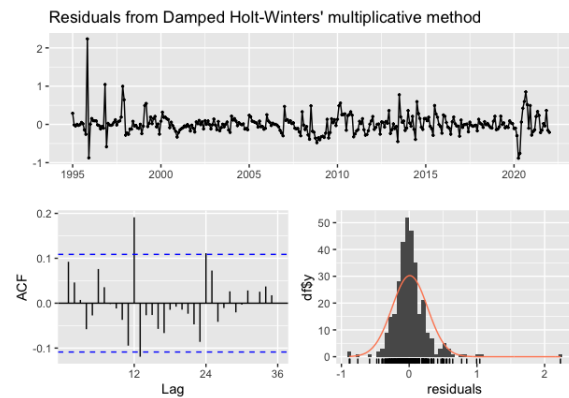 Residuals from Damped Holt-Winters' multiplicative method
2
1
0
-1
1995 2000 2005 2010 2015 2020
0.2
0.1
0.0
-0.1
ACF
12 24 36
Lag
50
40
30
20
10
0
df$y
-1 0 1 2
residuals